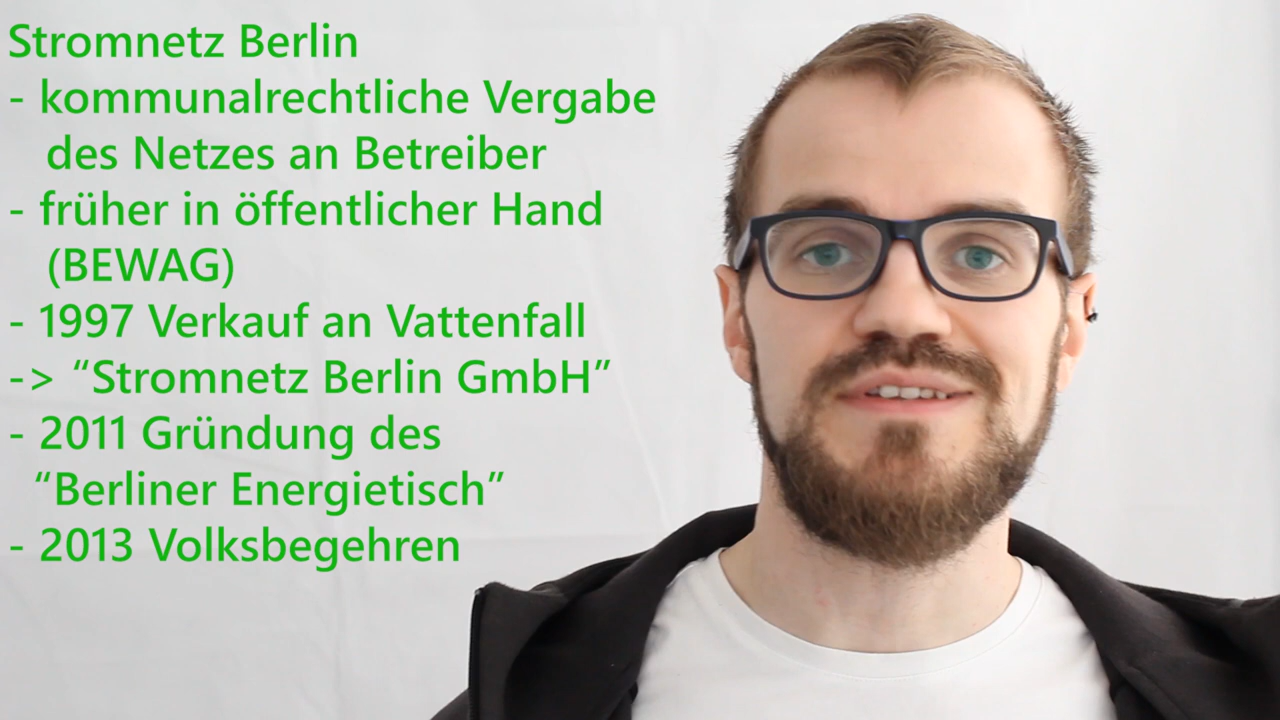 Stromnetz Berlin
- kommunalrechtliche Vergabe
des Netzes an Betreiber
- früher in öffentlicher Hand
(BEWAG)
- 1997 Verkauf an Vattenfall
-> “Stromnetz Berlin GmbH”
- 2011 Gründung des
“Berliner Energietisch”
- 2013 Volksbegehren